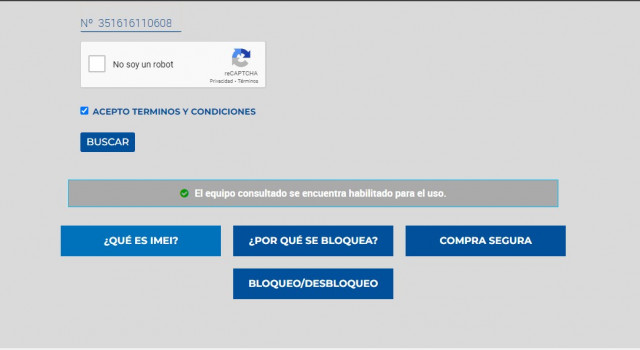 Nº 351616110608
No soy un robot
reCAPTCHA
Privacidad - Términos
ACEPTO TERMINOS Y CONDICIONES
BUSCAR
El equipo consultado se encuentra habilitado para el uso.
¿QUÉ ES IMEI?
¿POR QUÉ SE BLOQUEA?
COMPRA SEGURA
BLOQUEO/DESBLOQUEO